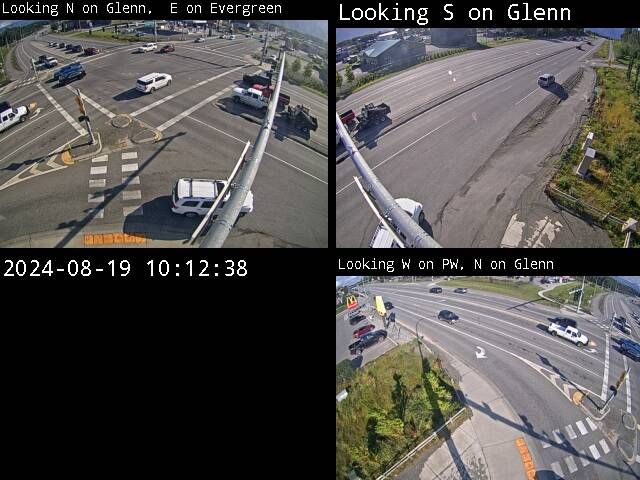 Looking N on Glenn, E on Evergreen
Looking S on Glenn
2024-08-19 10:12:38
Looking W on PW, N on Glenn